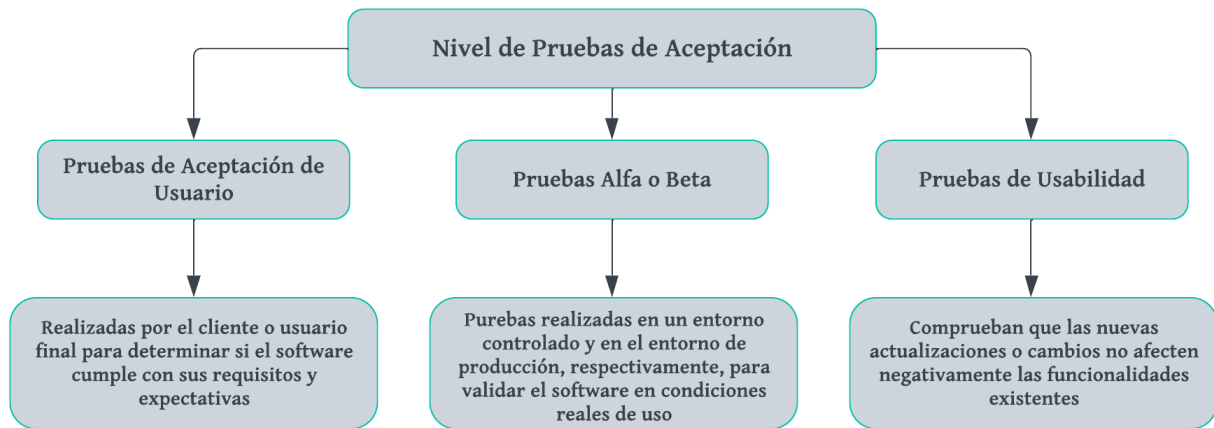 Nivel de Pruebas de Aceptación
Pruebas de Aceptación de
Usuario
Pruebas Alfa o Beta
Pruebas de Usabilidad
Realizadas por el cliente o usuario
final para determinar si el software
cumple con sus requisitos y
expectativas
Purebas realizadas en un entorno
controlado y en el entorno de
producción, respectivamente, para
validar el software en condiciones
reales de uso
Comprueban que las nuevas
actualizaciones o cambios no afecten
negativamente las funcionalidades
existentes